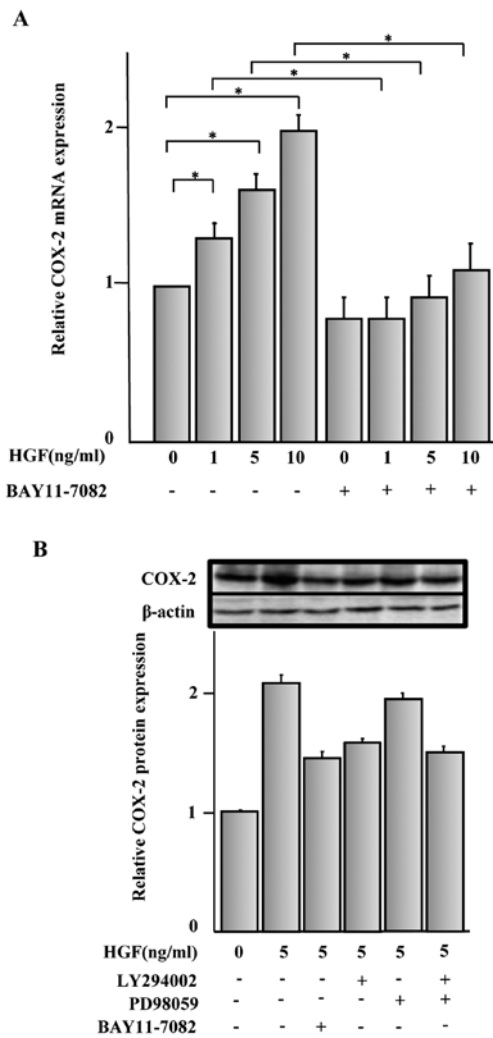 A
* * * * * *
Relative COX-2 mRNA expression
2
1
0
HGF(ng/ml) 0 1 5 10 0 1 5 10
BAY11-7082 - - - - + + + +
B
COX-2
β-actin
Relative COX-2 protein expression
2
1
0
HGF(ng/ml) 0 5 5 5 5 5
LY294002 - - - + - +
PD98059 - - - - + +
BAY11-7082 - - + - - -